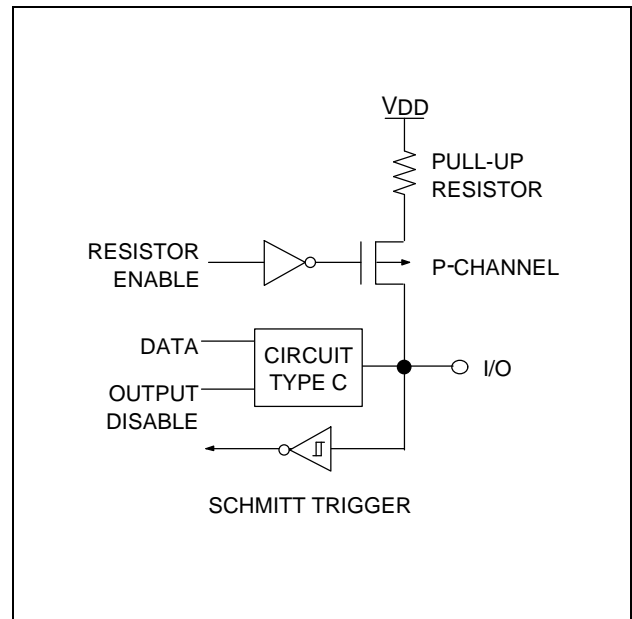 VDD
PULL-UP
RESISTOR
RESISTOR
ENABLE
P-CHANNEL
DATA
CIRCUIT
TYPE C
I/O
OUTPUT
DISABLE
SCHMITT TRIGGER